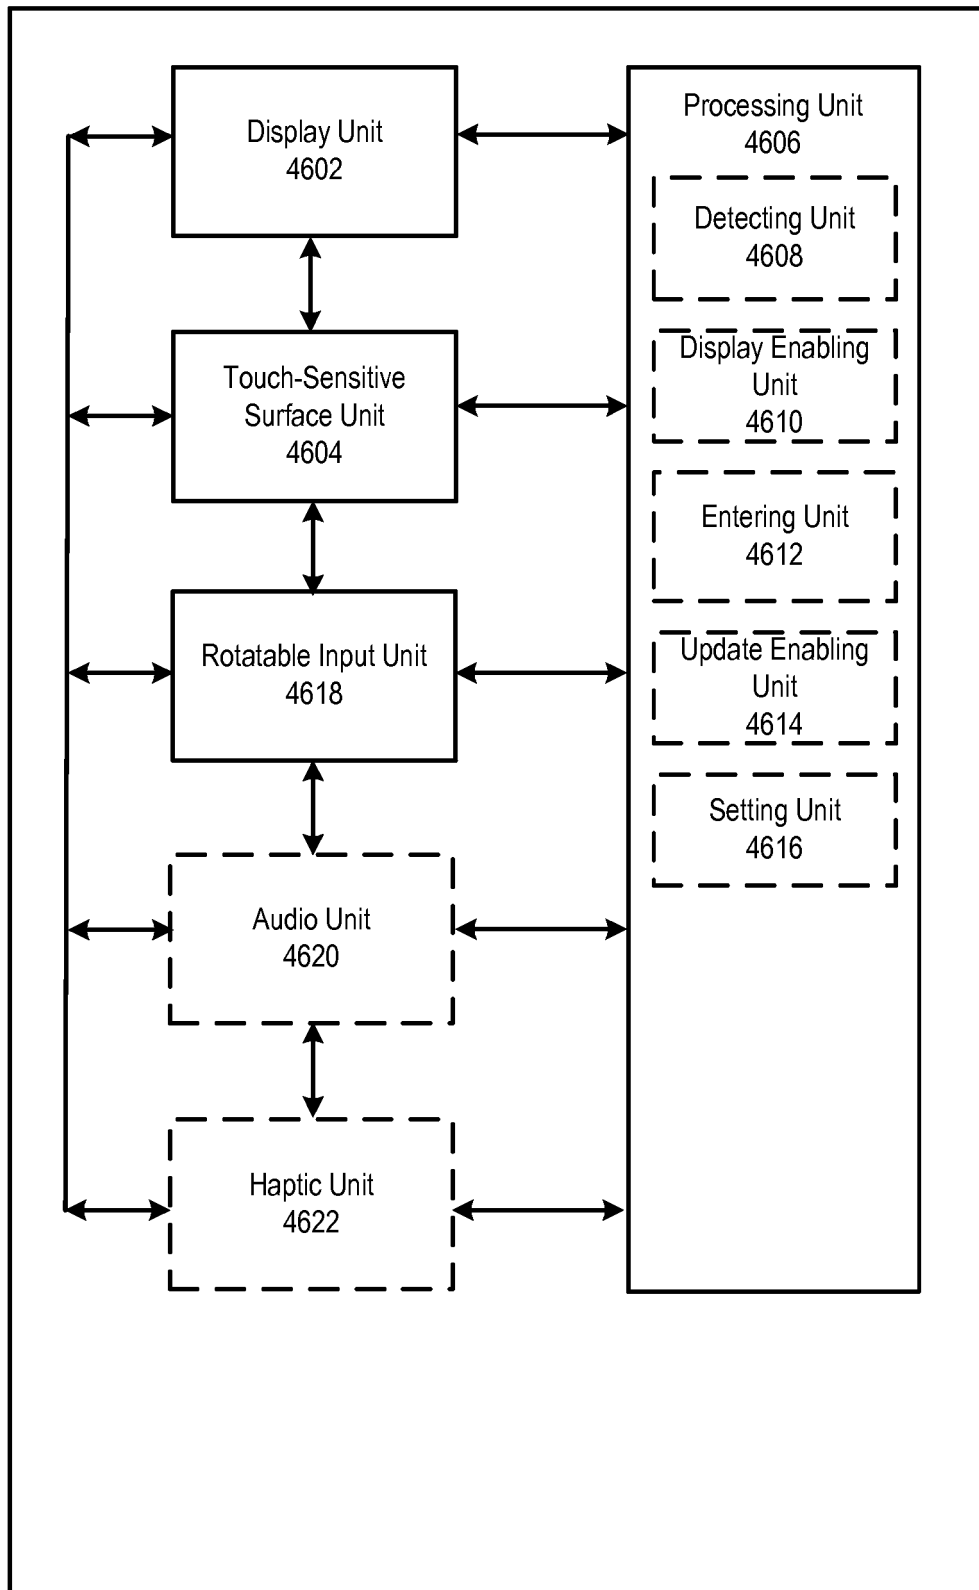 Display Unit
4602
Touch-Sensitive
Surface Unit
4604
Rotatable Input Unit
4618
Audio Unit
4620
Haptic Unit
4622
Processing Unit
4606
Detecting Unit
4608
Display Enabling
Unit
4610
Entering Unit
4612
Update Enabling
Unit
4614
Setting Unit
4616